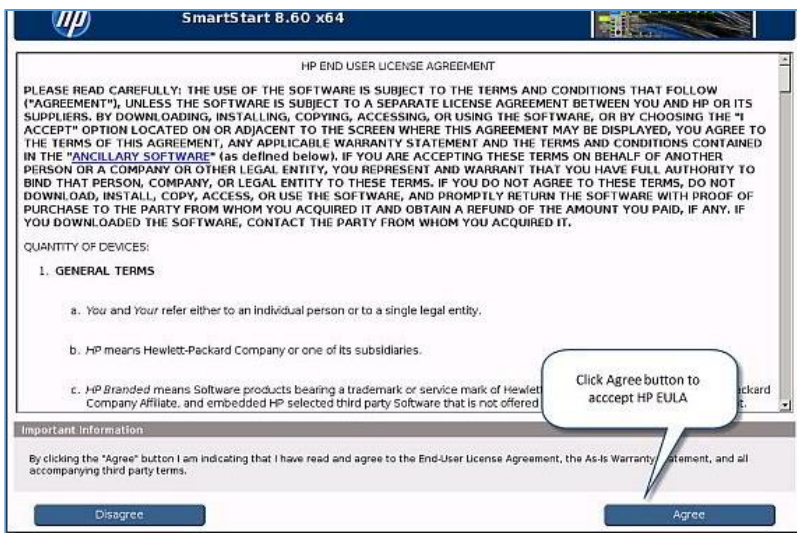 hp
SmartStart 8.60 x64
HP END USER LICENSE AGREEMENT
PLEASE READ CAREFULLY: THE USE OF THE SOFTWARE IS SUBJECT TO THE TERMS AND CONDITIONS THAT FOLLOW
("AGREEMENT"), UNLESS THE SOFTWARE IS SUBJECT TO A SEPARATE LICENSE AGREEMENT BETWEEN YOU AND HP OR ITS
SUPPLIERS. BY DOWNLOADING, INSTALLING, COPYING, ACCESSING, OR USING THE SOFTWARE, OR BY CHOOSING THE "I
ACCEPT" OPTION LOCATED ON OR ADJACENT TO THE SCREEN WHERE THIS AGREEMENT MAY BE DISPLAYED, YOU AGREE TO
THE TERMS OF THIS AGREEMENT, ANY APPLICABLE WARRANTY STATEMENT AND THE TERMS AND CONDITIONS CONTAINED
IN THE "ANCILLARY SOFTWARE" (as defined below). IF YOU ARE ACCEPTING THESE TERMS ON BEHALF OF ANOTHER
PERSON OR A COMPANY OR OTHER LEGAL ENTITY, YOU REPRESENT AND WARRANT THAT YOU HAVE FULL AUTHORITY TO
BIND THAT PERSON, COMPANY, OR LEGAL ENTITY TO THESE TERMS. IF YOU DO NOT AGREE TO THESE TERMS, DO NOT
DOWNLOAD, INSTALL, COPY, ACCESS, OR USE THE SOFTWARE, AND PROMPTLY RETURN THE SOFTWARE WITH PROOF OF
PURCHASE TO THE PARTY FROM WHOM YOU ACQUIRED IT AND OBTAIN A REFUND OF THE AMOUNT YOU PAID, IF ANY. IF
YOU DOWNLOADED THE SOFTWARE, CONTACT THE PARTY FROM WHOM YOU ACQUIRED IT.
QUANTITY OF DEVICES:
1. GENERAL TERMS
a. You and Your refer either to an individual person or to a single legal entity.
b. HP means Hewlett-Packard Company or one of its subsidiaries.
c. HP Branded means Software products bearing a trademark or service mark of
Company Affiliate, and embedded HP selected third party Software that is not offered
Click Agree button to
acccept HP EULA
Important Information
By clicking the "Agree" button I am indicating that I have read and agree to the End-User License Agreement, the As-Is Warranty Statement, and all
accompanying third party terms.
Disagree
Agree